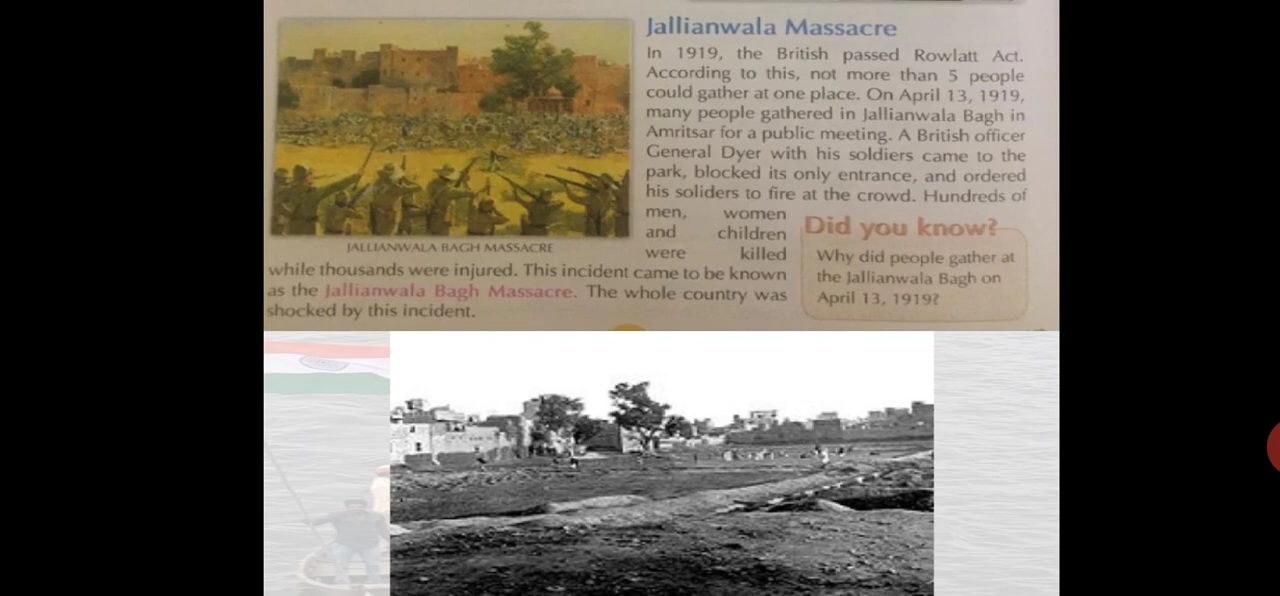 Jallianwala Massacre
In 1919, the British passed Rowlatt Act.
According to this, not more than 5 people
could gather at one place. On April 13, 1919,
many people gathered in Jallianwala Bagh in
Amritsar for a public meeting. A British officer
General Dyer with his soldiers came to the
park, blocked its only entrance, and ordered
his soliders to fire at the crowd. Hundreds of
men, women
and children
were killed
while thousands were injured. This incident came to be known
as the Jallianwala Bagh Massacre. The whole country was
shocked by this incident.
JALLIANWALA BAGH MASSACRE
Did you know?
Why did people gather at
the Jallianwala Bagh on
April 13, 1919?